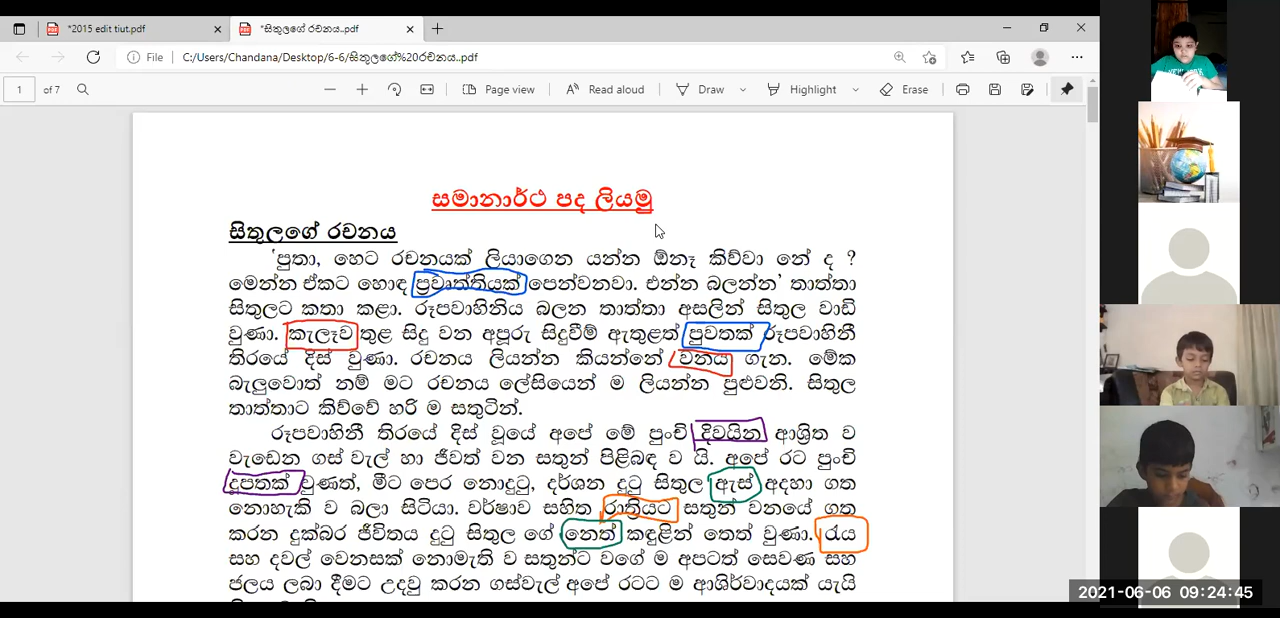 *2015 edit tiut.pdf
*සිතුලගේ රචනය..pdf
File C:/Users/Chandana/Desktop/6-6/සිතුලගේ%20රචනය..pdf
1 of 7 Page view Read aloud Draw Highlight Erase
සමානාර්ථ පද ලියමු
සිතුලගේ රචනය
'පුතා, හෙට රචනයක් ලියාගෙන යන්න ඕනෑ කිව්වා නේ ද ?
මෙන්න ඒකට හොඳ ප්‍රවෘත්තියක් පෙන්වනවා. එන්න බලන්න' තාත්තා
සිතුලට කතා කළා. රූපවාහිනිය බලන තාත්තා අසලින් සිතුල වාඩි
වුණා. කැලෑව තුළ සිදු වන අපූරු සිදුවීම් ඇතුළත් පුවතක් රූපවාහිනී
තිරයේ දිස් වුණා. රචනය ලියන්න කියන්නේ වනය ගැන. මේක
බැලුවොත් නම් මට රචනය ලේසියෙන් ම ලියන්න පුළුවනි. සිතුල
තාත්තාට කිව්වේ හරි ම සතුටින්.
රූපවාහිනී තිරයේ දිස් වූයේ අපේ මේ පුංචි දිවයින ආශ්‍රිත ව
වැඩෙන ගස් වැල් හා ජීවත් වන සතුන් පිළිබඳ ව යි. අපේ රට පුංචි
දූපතක් වුණත්, මීට පෙර නොදුටු, දර්ශන දුටු සිතුල ඇස් අදහා ගත
නොහැකි ව බලා සිටියා. වර්ෂාව සහිත රාත්‍රියට සතුන් වනයේ ගත
කරන දුක්බර ජීවිතය දුටු සිතුල ගේ නෙත් කඳුළින් තෙත් වුණා. රැය
සහ දවල් වෙනසක් නොමැති ව සතුන්ට වගේ ම අපටත් සෙවණ සහ
ජලය ලබා දීමට උදවු කරන ගස්වැල් අපේ රටට ම ආශිර්වාදයක් යැයි
NEW YORK
2021-06-06 09:24:45